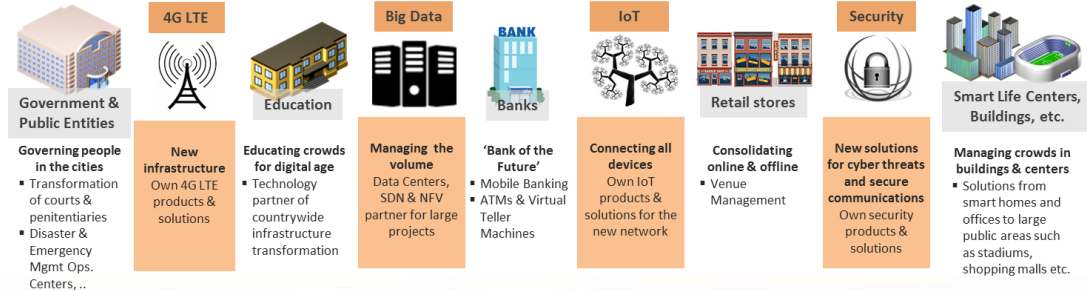 Government &
Public Entities
Governing people
in the cities
▪ Transformation
of courts &
penitentiaries
▪ Disaster &
Emergency
Mgmt Ops.
Centers, ..
4G LTE
New
infrastructure
Own 4G LTE
products &
solutions
Education
Educating crowds
for digital age
▪ Technology
partner of
countrywide
infrastructure
transformation
Big Data
Managing the
volume
Data Centers,
SDN & NFV
partner for large
projects
BANK
Banks
‘Bank of the
Future’
▪ Mobile Banking
▪ ATMs & Virtual
Teller
Machines
IoT
Connecting all
devices
Own IoT
products &
solutions for the
new network
Retail stores
Consolidating
online & offline
▪ Venue
Management
Security
New solutions
for cyber threats
and secure
communications
Own security
products &
solutions
Smart Life Centers,
Buildings, etc.
Managing crowds in
buildings & centers
▪ Solutions from
smart homes and
offices to large
public areas such
as stadiums,
shopping malls etc.